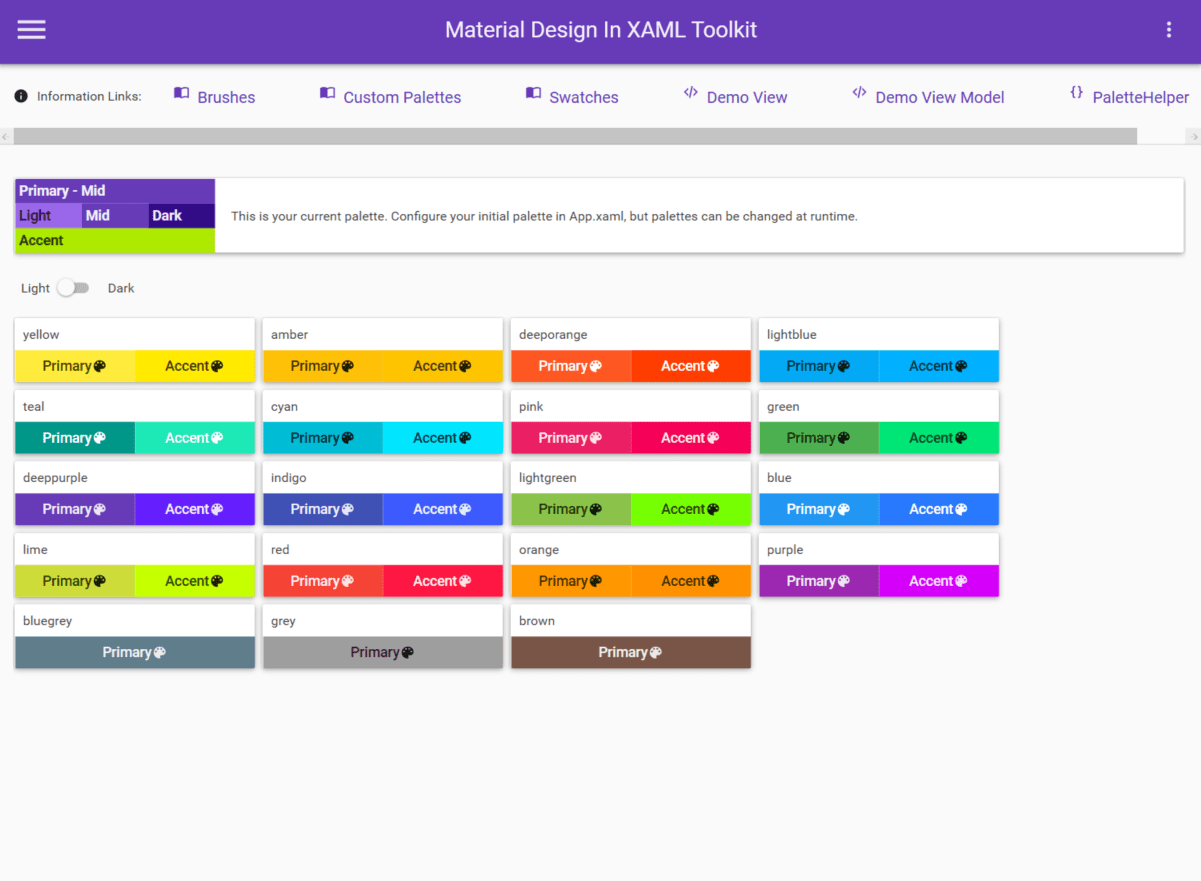 Material Design In XAML Toolkit
Information Links: Brushes Custom Palettes Swatches Demo View Demo View Model PaletteHelper
Primary - Mid
Light Mid Dark
Accent
This is your current palette. Configure your initial palette in App.xaml, but palettes can be changed at runtime.
Light Dark
yellow amber deeporange lightblue
Primary Accent Primary Accent Primary Accent Primary Accent
teal cyan pink green
Primary Accent Primary Accent Primary Accent Primary Accent
deeppurple indigo lightgreen blue
Primary Accent Primary Accent Primary Accent Primary Accent
lime red orange purple
Primary Accent Primary Accent Primary Accent Primary Accent
bluegrey grey brown
Primary Primary Primary